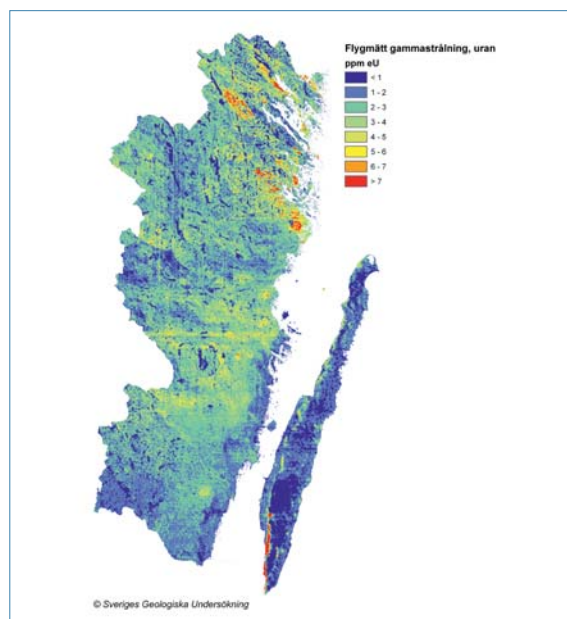 Flygmätt gammastrålning, uran
ppm eU
< 1
1 - 2
2 - 3
3 - 4
4 - 5
5 - 6
6 - 7
> 7
© Sveriges Geologiska Undersökning